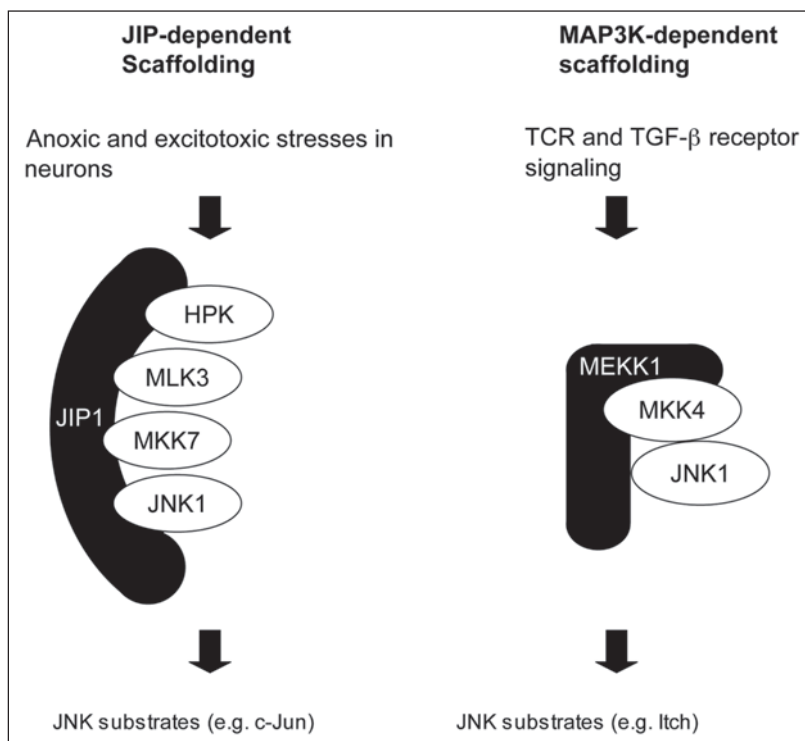 JIP-dependent
Scaffolding
Anoxic and excitotoxic stresses in
neurons
HPK
MLK3
JIP1
MKK7
JNK1
JNK substrates (e.g. c-Jun)
MAP3K-dependent
scaffolding
TCR and TGF-β receptor
signaling
MEKK1
MKK4
JNK1
JNK substrates (e.g. Itch)